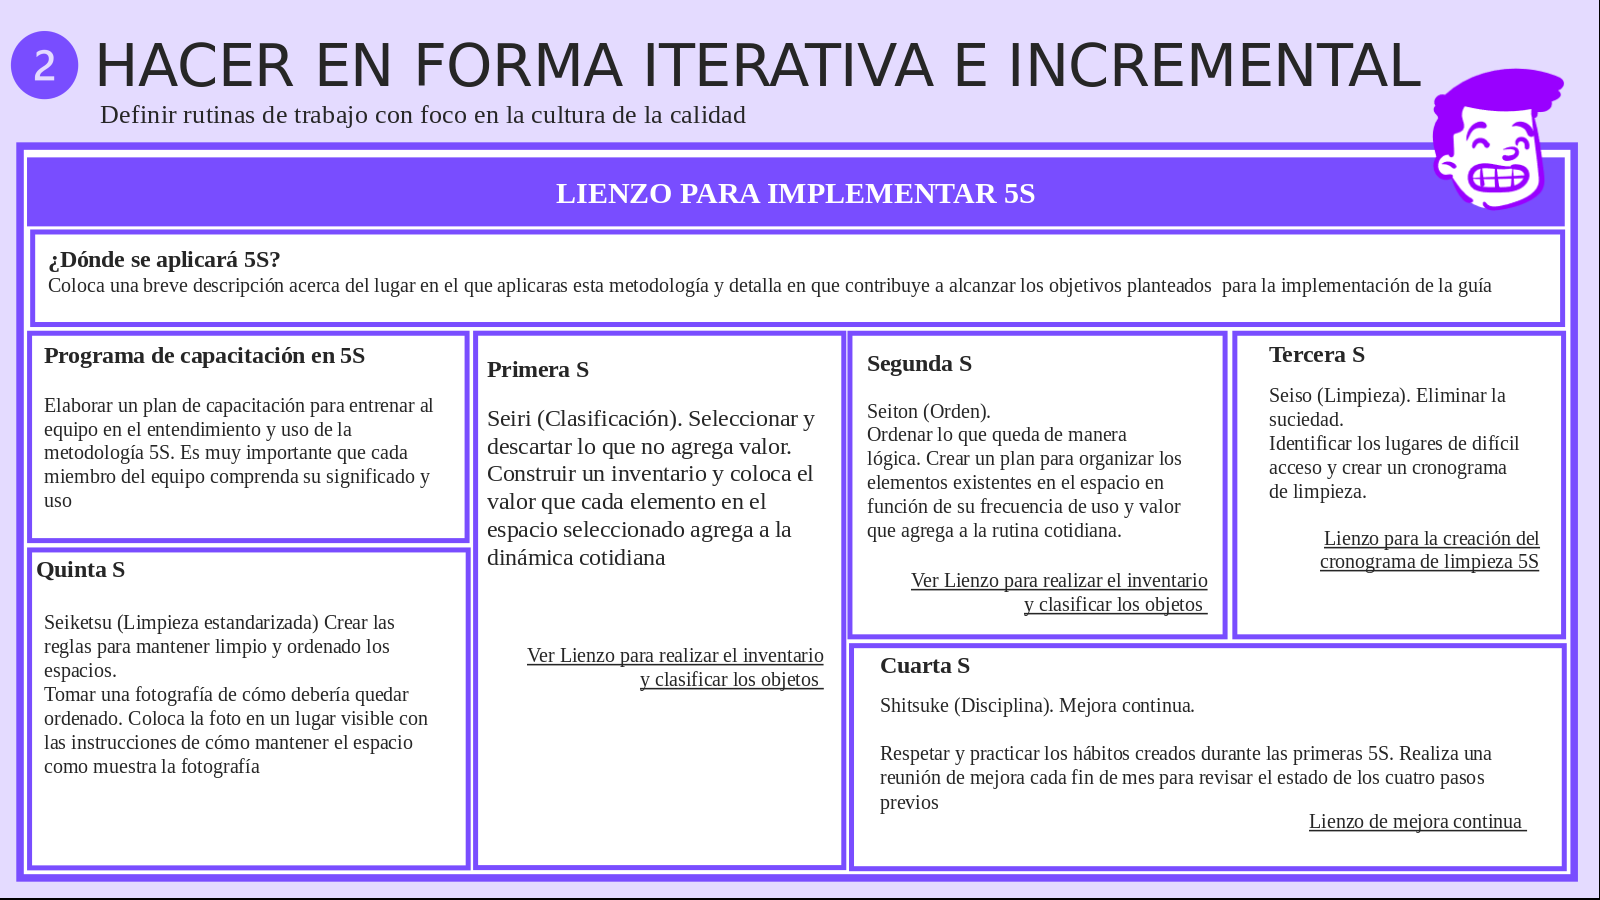 2
HACER EN FORMA ITERATIVA E INCREMENTAL
Definir rutinas de trabajo con foco en la cultura de la calidad
LIENZO PARA IMPLEMENTAR 5S
¿Dónde se aplicará 5S?
Coloca una breve descripción acerca del lugar en el que aplicaras esta metodología y detalla en que contribuye a alcanzar los objetivos planteados  para la implementación de la guía
Programa de capacitación en 5S
Elaborar un plan de capacitación para entrenar al
equipo en el entendimiento y uso de la
metodología 5S. Es muy importante que cada
miembro del equipo comprenda su significado y
uso
Quinta S
Seiketsu (Limpieza estandarizada) Crear las
reglas para mantener limpio y ordenado los
espacios.
Tomar una fotografía de cómo debería quedar
ordenado. Coloca la foto en un lugar visible con
las instrucciones de cómo mantener el espacio
como muestra la fotografía
Primera S
Seiri (Clasificación). Seleccionar y
descartar lo que no agrega valor.
Construir un inventario y coloca el
valor que cada elemento en el
espacio seleccionado agrega a la
dinámica cotidiana
Ver Lienzo para realizar el inventario
y clasificar los objetos
Segunda S
Seiton (Orden).
Ordenar lo que queda de manera
lógica. Crear un plan para organizar los
elementos existentes en el espacio en
función de su frecuencia de uso y valor
que agrega a la rutina cotidiana.
Ver Lienzo para realizar el inventario
y clasificar los objetos
Tercera S
Seiso (Limpieza). Eliminar la
suciedad.
Identificar los lugares de difícil
acceso y crear un cronograma
de limpieza.
Lienzo para la creación del
cronograma de limpieza 5S
Cuarta S
Shitsuke (Disciplina). Mejora continua.
Respetar y practicar los hábitos creados durante las primeras 5S. Realiza una
reunión de mejora cada fin de mes para revisar el estado de los cuatro pasos
previos
Lienzo de mejora continua